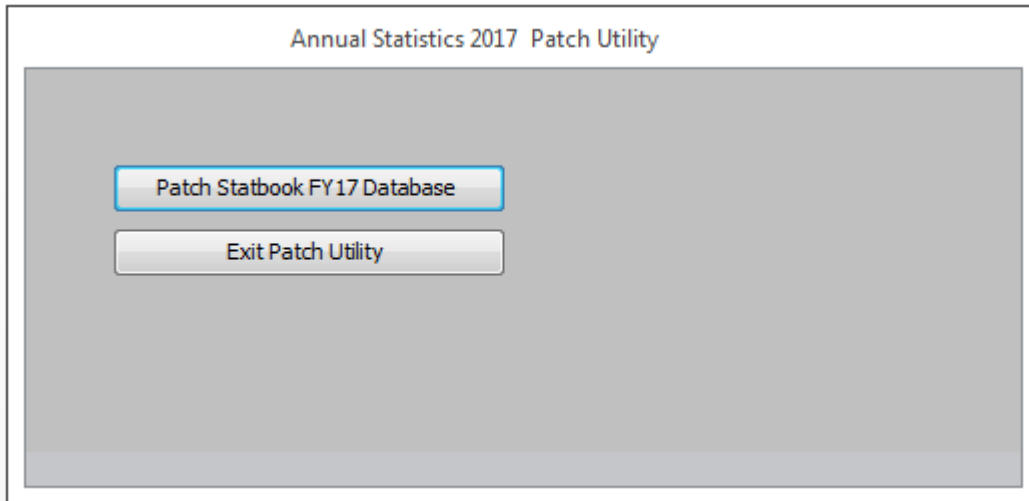 Annual Statistics 2017  Patch Utility
Patch Statbook FY17 Database
Exit Patch Utility